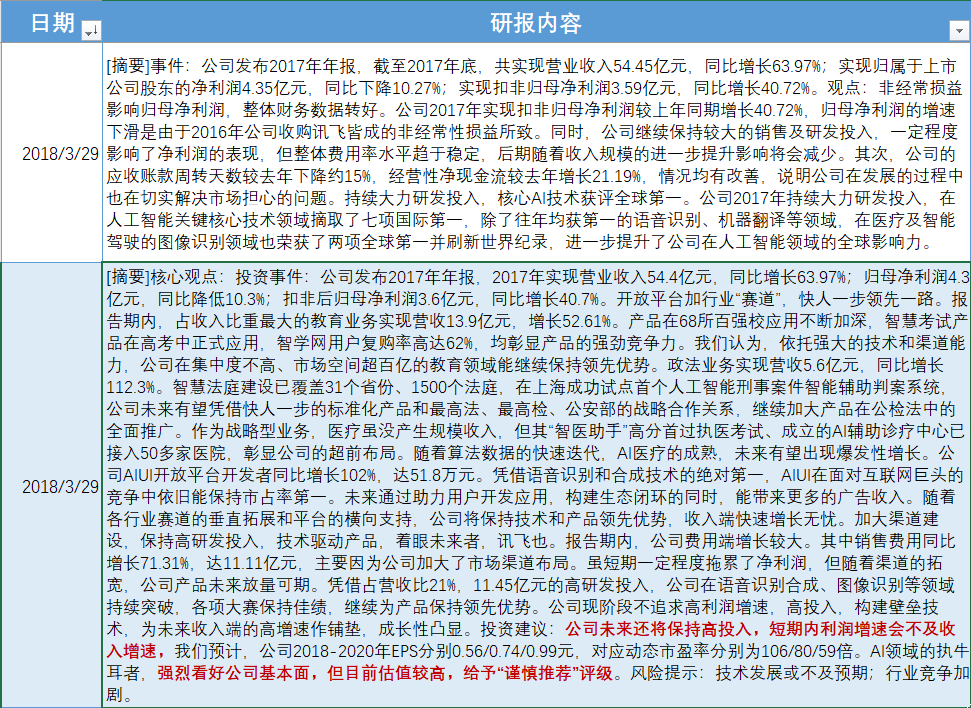 日期
研报内容
2018/3/29
[摘要]事件：公司发布2017年年报，截至2017年底，共实现营业收入54.45亿元，同比增长63.97%；实现归属于上市
公司股东的净利润4.35亿元，同比下降10.27%；实现扣非归母净利润3.59亿元，同比增长40.72%。观点：非经常损益
影响归母净利润，整体财务数据转好。公司2017年实现扣非归母净利润较上年同期增长40.72%，归母净利润的增速
下滑是由于2016年公司收购讯飞皆成的非经常性损益所致。同时，公司继续保持较大的销售及研发投入，一定程度
影响了净利润的表现，但整体费用率水平趋于稳定，后期随着收入规模的进一步提升影响将会减少。其次，公司的
应收账款周转天数较去年下降约15%，经营性净现金流较去年增长21.19%，情况均有改善，说明公司在发展的过程中
也在切实解决市场担心的问题。持续大力研发投入，核心AI技术获评全球第一。公司2017年持续大力研发投入，在
人工智能关键核心技术领域摘取了七项国际第一，除了往年均获第一的语音识别、机器翻译等领域，在医疗及智能
驾驶的图像识别领域也荣获了两项全球第一并刷新世界纪录，进一步提升了公司在人工智能领域的全球影响力。
2018/3/29
[摘要]核心观点：投资事件：公司发布2017年年报，2017年实现营业收入54.4亿元，同比增长63.97%；归母净利润4.3
亿元，同比降低10.3%；扣非后归母净利润3.6亿元，同比增长40.7%。开放平台加行业“赛道”，快人一步领先一路。报
告期内，占收入比重最大的教育业务实现营收13.9亿元，增长52.61%。产品在68所百强校应用不断加深，智慧考试产
品在高考中正式应用，智学网用户复购率高达62%，均彰显产品的强劲竞争力。我们认为，依托强大的技术和渠道能
力，公司在集中度不高、市场空间超百亿的教育领域能继续保持领先优势。政法业务实现营收5.6亿元，同比增长
112.3%。智慧法庭建设已覆盖31个省份、1500个法庭，在上海成功试点首个人工智能刑事案件智能辅助判案系统，
公司未来有望凭借快人一步的标准化产品和最高法、最高检、公安部的战略合作关系，继续加大产品在公检法中的
全面推广。作为战略型业务，医疗虽没产生规模收入，但其“智医助手”高分首过执医考试、成立的AI辅助诊疗中心已
接入50多家医院，彰显公司的超前布局。随着算法数据的快速迭代，AI医疗的成熟，未来有望出现爆发性增长。公
司AIUI开放平台开发者同比增长102%，达51.8万元。凭借语音识别和合成技术的绝对第一，AIUI在面对互联网巨头的
竞争中依旧能保持市占率第一。未来通过助力用户开发应用，构建生态闭环的同时，能带来更多的广告收入。随着
各行业赛道的垂直拓展和平台的横向支持，公司将保持技术和产品领先优势，收入端快速增长无忧。加大渠道建
设，保持高研发投入，技术驱动产品，着眼未来者，讯飞也。报告期内，公司费用端增长较大。其中销售费用同比
增长71.31%，达11.11亿元，主要因为公司加大了市场渠道布局。虽短期一定程度拖累了净利润，但随着渠道的拓
宽，公司产品未来放量可期。凭借占营收比21%，11.45亿元的高研发投入，公司在语音识别合成、图像识别等领域
持续突破，各项大赛保持佳绩，继续为产品保持领先优势。公司现阶段不追求高利润增速，高投入，构建壁垒技
术，为未来收入端的高增速作铺垫，成长性凸显。投资建议：公司未来还将保持高投入，短期内利润增速会不及收
入增速，我们预计，公司2018-2020年EPS分别0.56/0.74/0.99元，对应动态市盈率分别为106/80/59倍。AI领域的执牛
耳者，强烈看好公司基本面，但目前估值较高，给予“谨慎推荐”评级。风险提示：技术发展或不及预期；行业竞争加
剧。